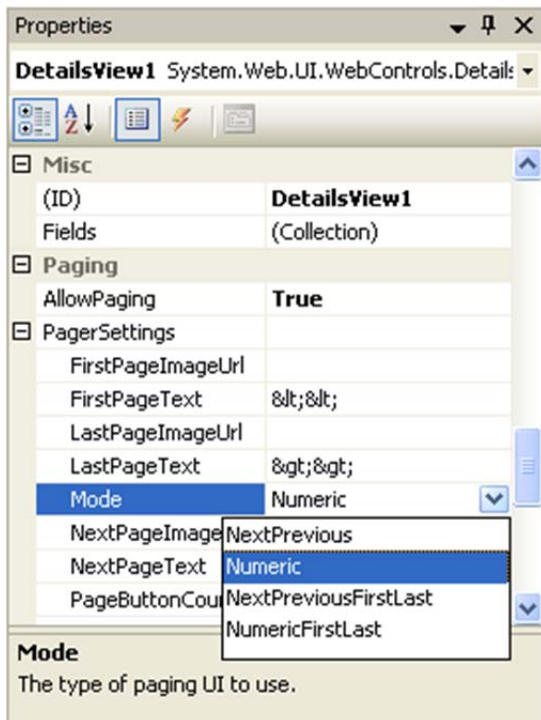 Properties
DetailsView1 System.Web.UI.WebControls.Details
Misc
(ID) DetailsView1
Fields (Collection)
Paging
AllowPaging True
PagerSettings
FirstPageImageUrl
FirstPageText &lt;&lt;
LastPageImageUrl
LastPageText &gt;&gt;
Mode Numeric
NextPageImage
NextPageText
PageButtonCou
NextPrevious
Numeric
NextPreviousFirstLast
NumericFirstLast
Mode
The type of paging UI to use.